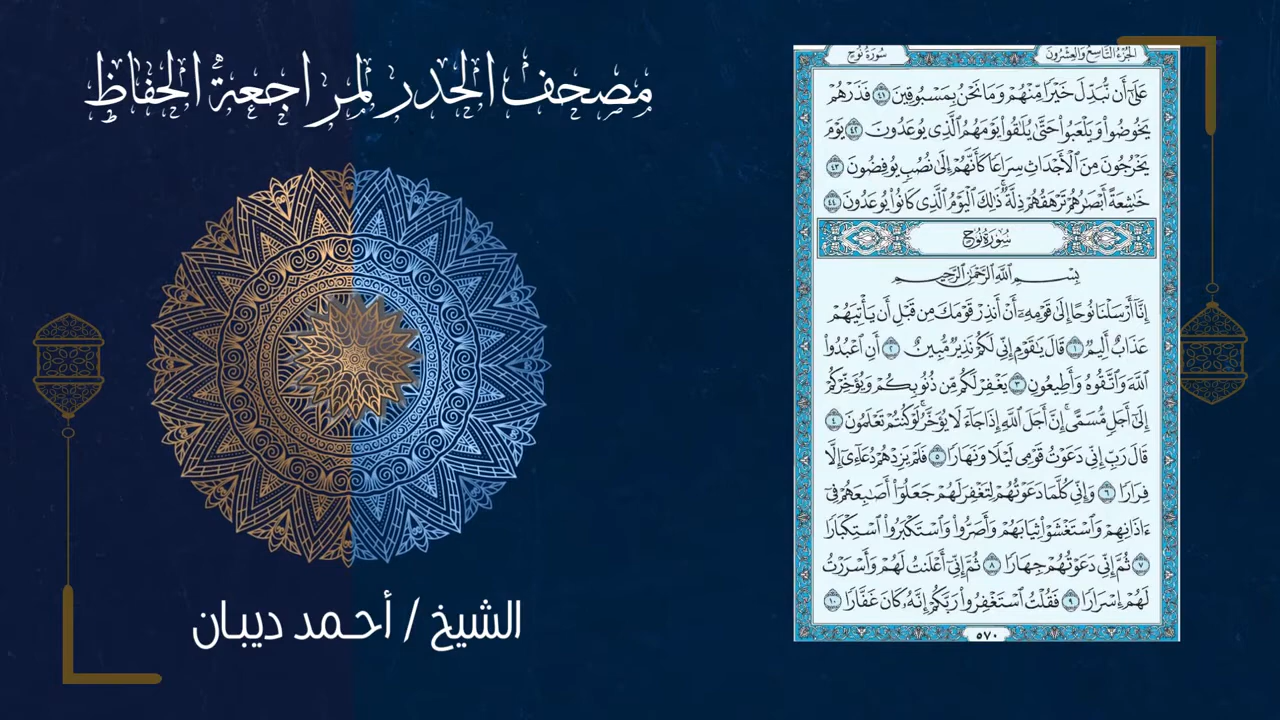 مصحف الحدر لمراجعة الحفاظ
الشيخ / أحمد ديبان
الجزء التاسع والعشرون
سورة نوح
عَلَىٰٓ أَن نُّبَدِّلَ خَيْرًا مِّنْهُمْ وَمَا نَحْنُ بِمَسْبُوقِينَ ٤١ فَذَرْهُمْ
يَخُوضُوا۟ وَيَلْعَبُوا۟ حَتَّىٰ يُلَٰقُوا۟ يَوْمَهُمُ ٱلَّذِى يُوعَدُونَ ٤٢ يَوْمَ
يَخْرُجُونَ مِنَ ٱلْأَجْدَاثِ سِرَاعًا كَأَنَّهُمْ إِلَىٰ نُصُبٍ يُوفِضُونَ ٤٣
خَٰشِعَةً أَبْصَٰرُهُمْ تَرْهَقُهُمْ ذِلَّةٌ ۚ ذَٰلِكَ ٱلْيَوْمُ ٱلَّذِى كَانُوا۟ يُوعَدُونَ ٤٤
سُورَةُ نُوحٍ
بِسْمِ ٱللَّهِ ٱلرَّحْمَٰنِ ٱلرَّحِيمِ
إِنَّآ أَرْسَلْنَا نُوحًا إِلَىٰ قَوْمِهِۦٓ أَنْ أَنذِرْ قَوْمَكَ مِن قَبْلِ أَن يَأْتِيَهُمْ
عَذَابٌ أَلِيمٌ ١ قَالَ يَٰقَوْمِ إِنِّى لَكُمْ نَذِيرٌ مُّبِينٌ ٢ أَنِ ٱعْبُدُوا۟
ٱللَّهَ وَٱتَّقُوهُ وَأَطِيعُونِ ٣ يَغْفِرْ لَكُم مِّن ذُنُوبِكُمْ وَيُؤَخِّرْكُمْ
إِلَىٰٓ أَجَلٍ مُّسَمًّى ۚ إِنَّ أَجَلَ ٱللَّهِ إِذَا جَآءَ لَا يُؤَخَّرُ ۖ لَوْ كُنتُمْ تَعْلَمُونَ ٤
قَالَ رَبِّ إِنِّى دَعَوْتُ قَوْمِى لَيْلًا وَنَهَارًا ٥ فَلَمْ يَزِدْهُمْ دُعَآءِىٓ إِلَّا
فِرَارًا ٦ وَإِنِّى كُلَّمَا دَعَوْتُهُمْ لِتَغْفِرَ لَهُمْ جَعَلُوٓا۟ أَصَٰبِعَهُمْ فِىٓ
ءَاذَانِهِمْ وَٱسْتَغْشَوْا۟ ثِيَابَهُمْ وَأَصَرُّوا۟ وَٱسْتَكْبَرُوا۟ ٱسْتِكْبَارًا
٧ ثُمَّ إِنِّى دَعَوْتُهُمْ جِهَارًا ٨ ثُمَّ إِنِّىٓ أَعْلَنتُ لَهُمْ وَأَسْرَرْتُ
لَهُمْ إِسْرَارًا ٩ فَقُلْتُ ٱسْتَغْفِرُوا۟ رَبَّكُمْ إِنَّهُۥ كَانَ غَفَّارًا ١٠
٥٧٠